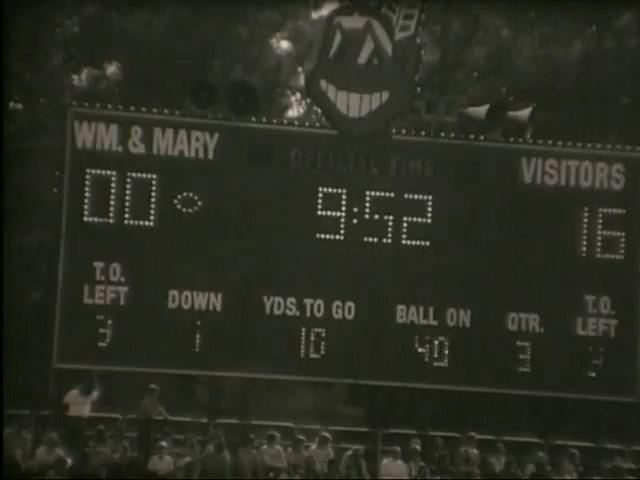 WM. & MARY
OFFICIAL TIME
VISITORS
00
9:52
16
T.O. LEFT
DOWN
YDS. TO GO
BALL ON
QTR.
T.O. LEFT
3
1
10
40
3